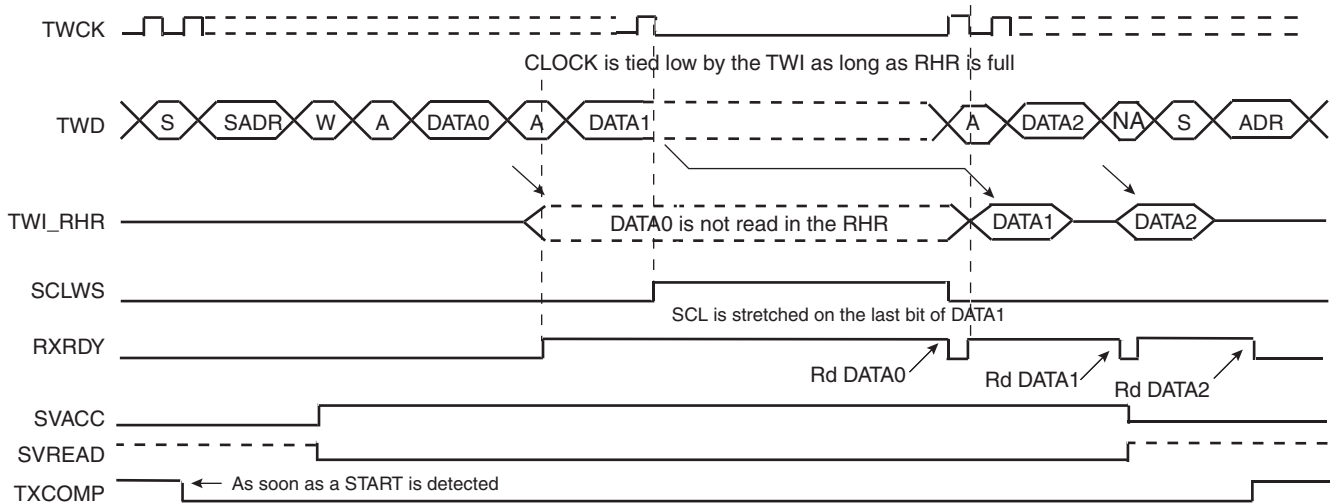 TWCK
CLOCK is tied low by the TWI as long as RHR is full
TWD S SADR W A DATA0 A DATA1 A DATA2 NA S ADR
TWI_RHR DATA0 is not read in the RHR DATA1 DATA2
SCLWS
SCL is stretched on the last bit of DATA1
RXRDY
Rd DATA0 Rd DATA1 Rd DATA2
SVACC
SVREAD
TXCOMP As soon as a START is detected